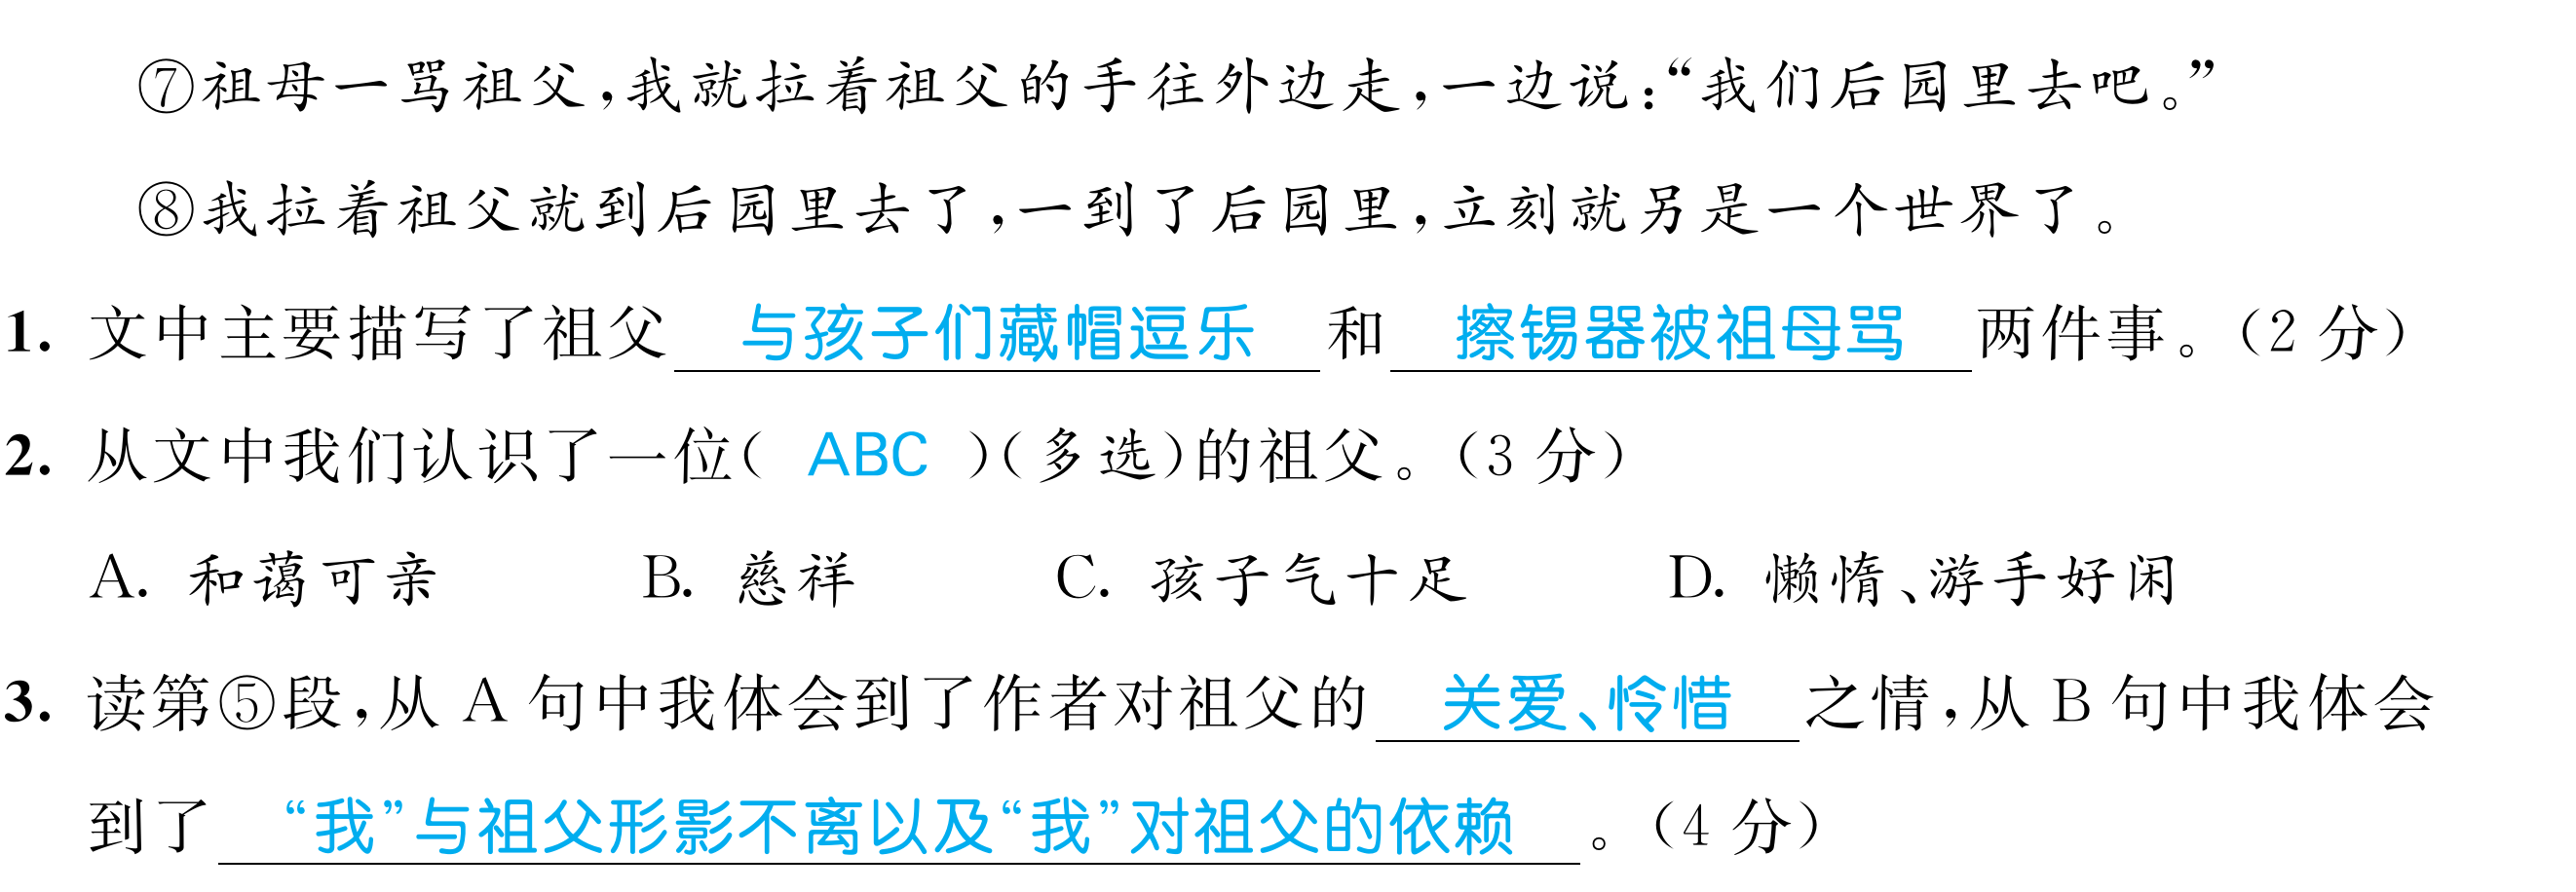 ⑦祖母一骂祖父,我就拉着祖父的手往外边走,一边说:“我们后园里去吧。”
⑧我拉着祖父就到后园里去了,一到了后园里,立刻就另是一个世界了。
1. 文中主要描写了祖父 与孩子们藏帽逗乐 和 擦锡器被祖母骂 两件事。(2 分)
2. 从文中我们认识了一位( ABC )(多选)的祖父。(3 分)
A. 和蔼可亲 B. 慈祥 C. 孩子气十足 D. 懒惰、游手好闲
3. 读第⑤段,从 A 句中我体会到了作者对祖父的 关爱、怜惜 之情,从 B 句中我体会
到了 “我”与祖父形影不离以及“我”对祖父的依赖 。(4 分)